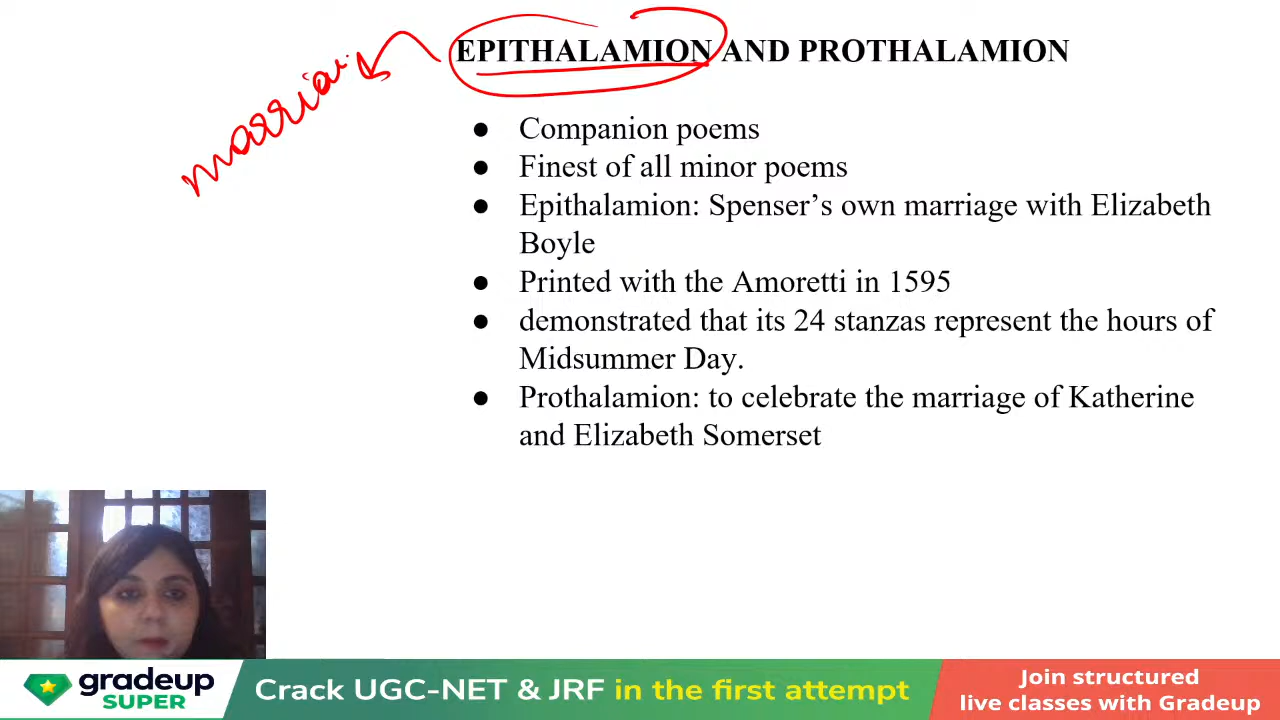 EPITHALAMION AND PROTHALAMION
● Companion poems
● Finest of all minor poems
● Epithalamion: Spenser’s own marriage with Elizabeth
Boyle
● Printed with the Amoretti in 1595
● demonstrated that its 24 stanzas represent the hours of
Midsummer Day.
● Prothalamion: to celebrate the marriage of Katherine
and Elizabeth Somerset
gradeup
SUPER
Crack UGC-NET & JRF in the first attempt
Join structured
live classes with Gradeup